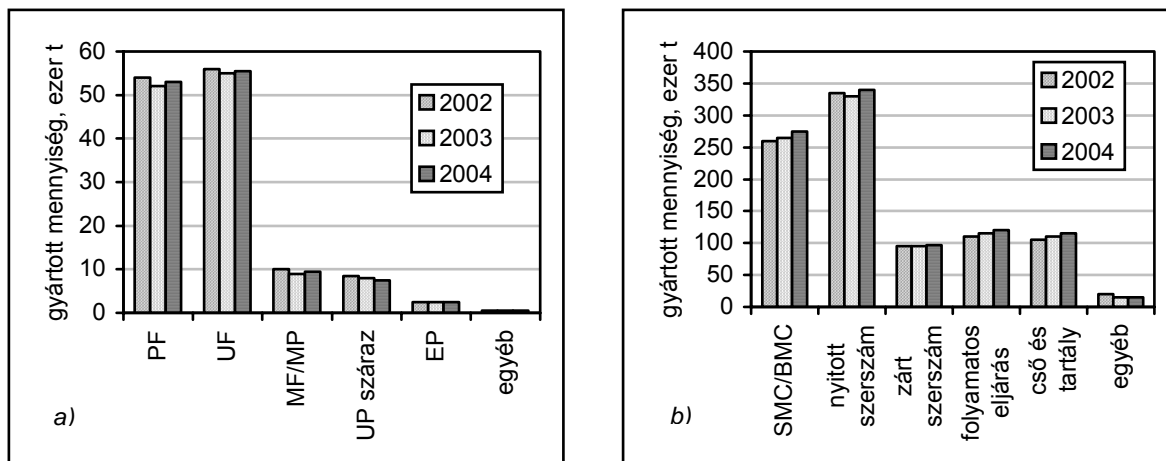 gyártott mennyiség, ezer t
60
50
40
30
20
10
0
2002
2003
2004
PF
UF
MF/MP
UP száraz
EP
egyéb
a)
gyártott mennyiség, ezer t
400
350
300
250
200
150
100
50
0
2002
2003
2004
SMC/BMC
nyitott
szerszám
zárt
szerszám
folyamatos
eljárás
cső és
tartály
egyéb
b)